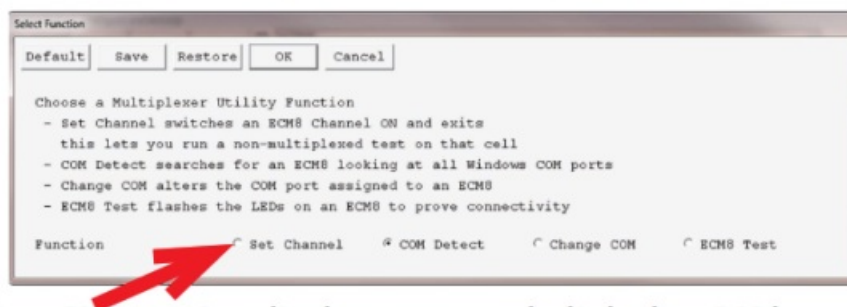 Select Function
Default Save Restore OK Cancel
Choose a Multiplexer Utility Function
- Set Channel switches an ECM8 Channel ON and exits
this lets you run a non-multiplexed test on that cell
- COM Detect searches for an ECM8 looking at all Windows COM ports
- Change COM alters the COM port assigned to an ECM8
- ECM8 Test flashes the LEDs on an ECM8 to prove connectivity
Function Set Channel COM Detect Change COM ECM8 Test